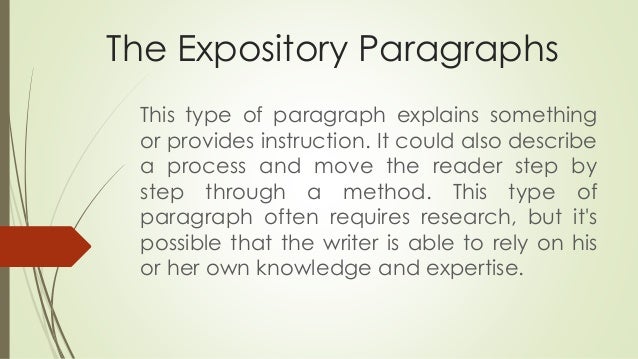 The Expository Paragraphs
This type of paragraph explains something
or provides instruction. It could also describe
a process and move the reader step by
step through a method. This type of
paragraph often requires research, but it's
possible that the writer is able to rely on his
or her own knowledge and expertise.